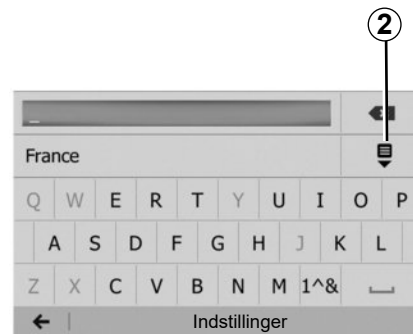 2
_
France
Q W E R T Y U I O P
A S D F G H J K L
Z X C V B N M 1^&
Indstillinger